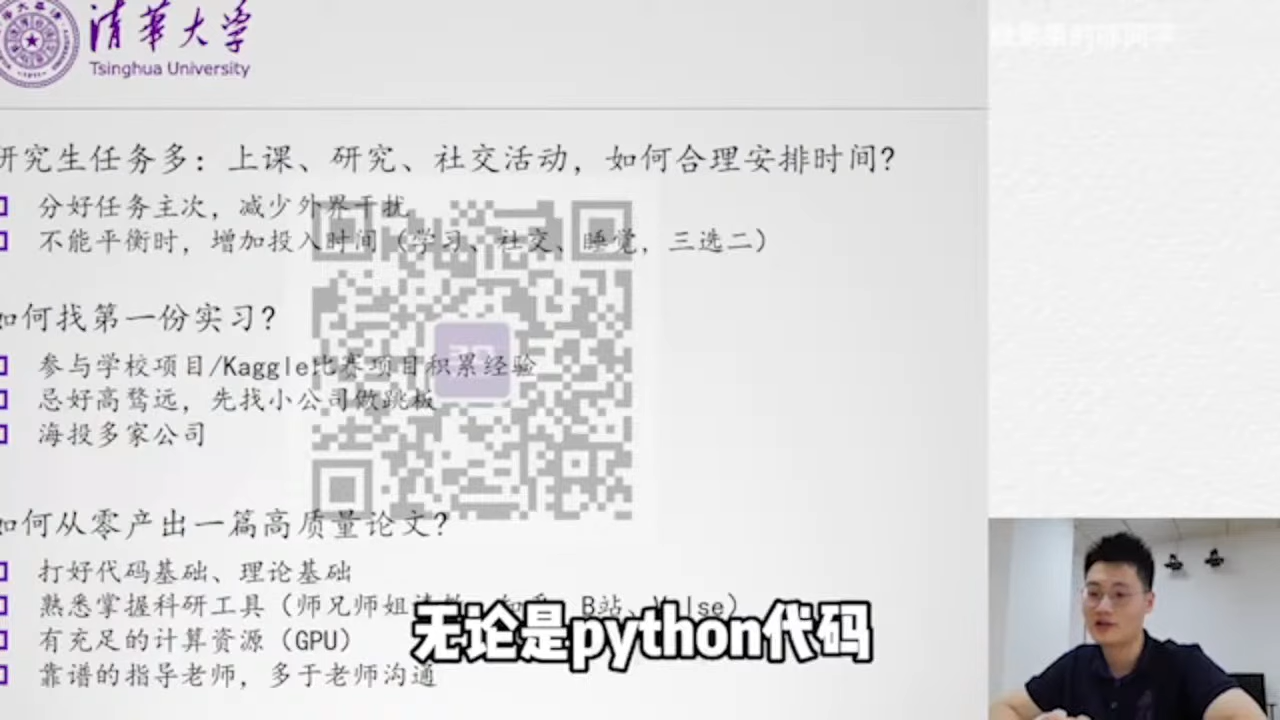 清华大学
Tsinghua University
研究生任务多：上课、研究、社交活动，如何合理安排时间？
分好任务主次，减少外界干扰
不能平衡时，增加投入时间（学习、社交、睡觉，三选二）
如何找第一份实习？
参与学校项目/Kaggle比赛项目积累经验
忌好高骛远，先找小公司做跳板
海投多家公司
如何从零产出一篇高质量论文？
打好代码基础、理论基础
熟悉掌握科研工具（师兄师姐 B站、Valse）
有充足的计算资源（GPU）
靠谱的指导老师，多于老师沟通
无论是python代码